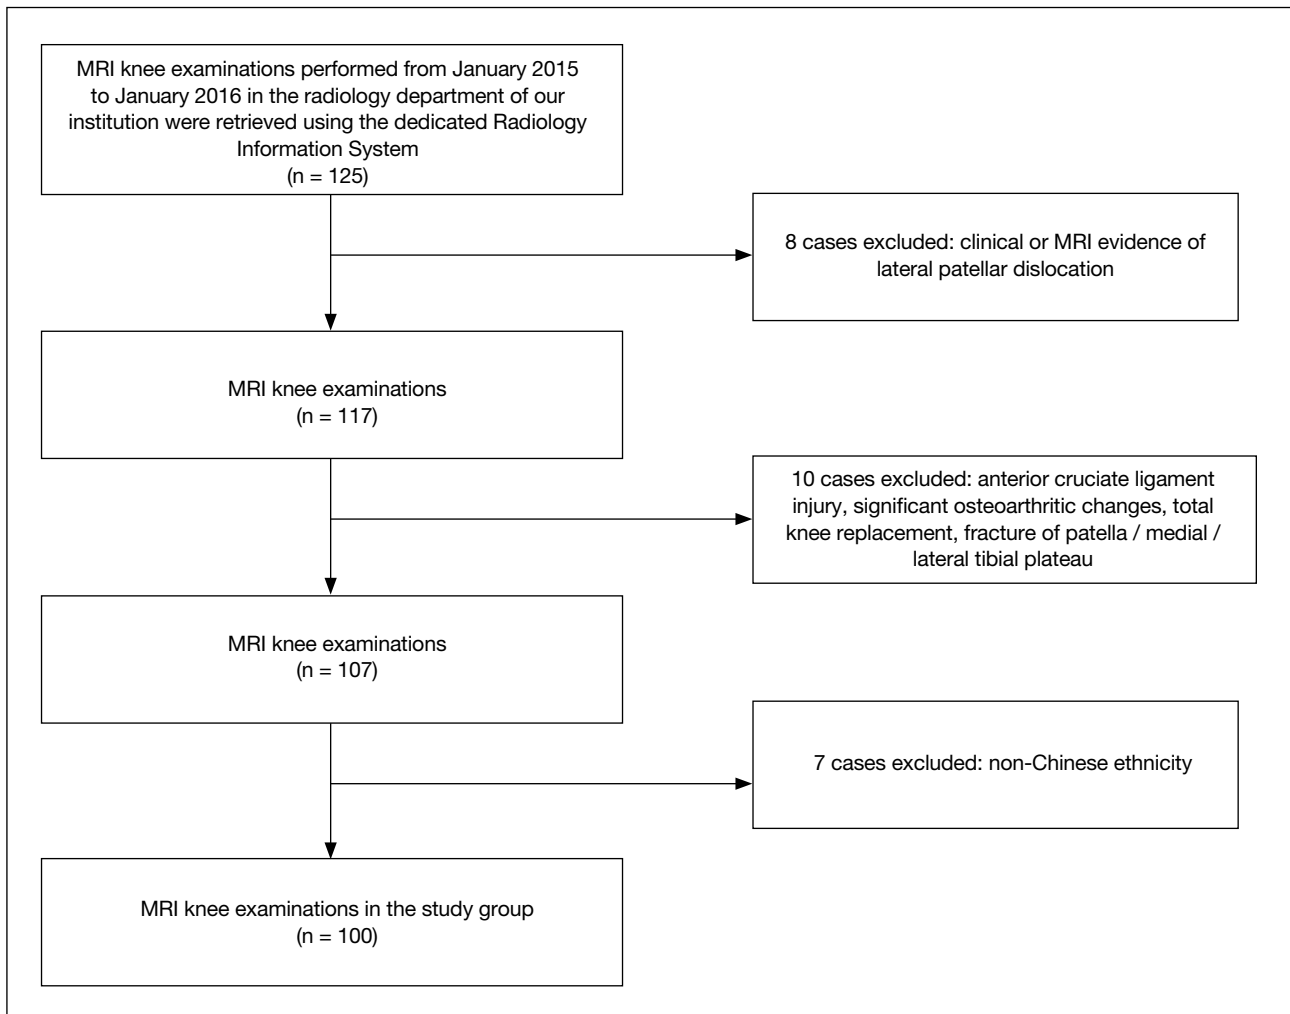 MRI knee examinations performed from January 2015
to January 2016 in the radiology department of our
institution were retrieved using the dedicated Radiology
Information System
(n = 125)
8 cases excluded: clinical or MRI evidence of
lateral patellar dislocation
MRI knee examinations
(n = 117)
10 cases excluded: anterior cruciate ligament
injury, significant osteoarthritic changes, total
knee replacement, fracture of patella / medial /
lateral tibial plateau
MRI knee examinations
(n = 107)
7 cases excluded: non-Chinese ethnicity
MRI knee examinations in the study group
(n = 100)